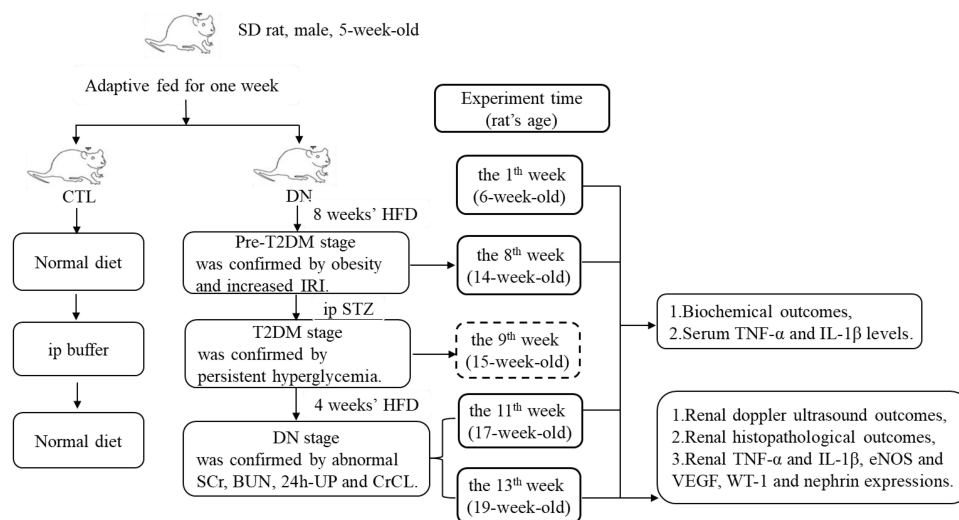 SD rat, male, 5-week-old
Adaptive fed for one week
CTL
Normal diet
ip buffer
Normal diet
DN
8 weeks' HFD
Pre-T2DM stage
was confirmed by obesity
and increased IRI.
ip STZ
T2DM stage
was confirmed by
persistent hyperglycemia.
4 weeks' HFD
DN stage
was confirmed by abnormal
SCr, BUN, 24h-UP and CrCL.
Experiment time
(rat's age)
the 1th week
(6-week-old)
the 8th week
(14-week-old)
the 9th week
(15-week-old)
the 11th week
(17-week-old)
the 13th week
(19-week-old)
1.Biochemical outcomes,
2.Serum TNF-α and IL-1β levels.
1.Renal doppler ultrasound outcomes,
2.Renal histopathological outcomes,
3.Renal TNF-α and IL-1β, eNOS and
VEGF, WT-1 and nephrin expressions.